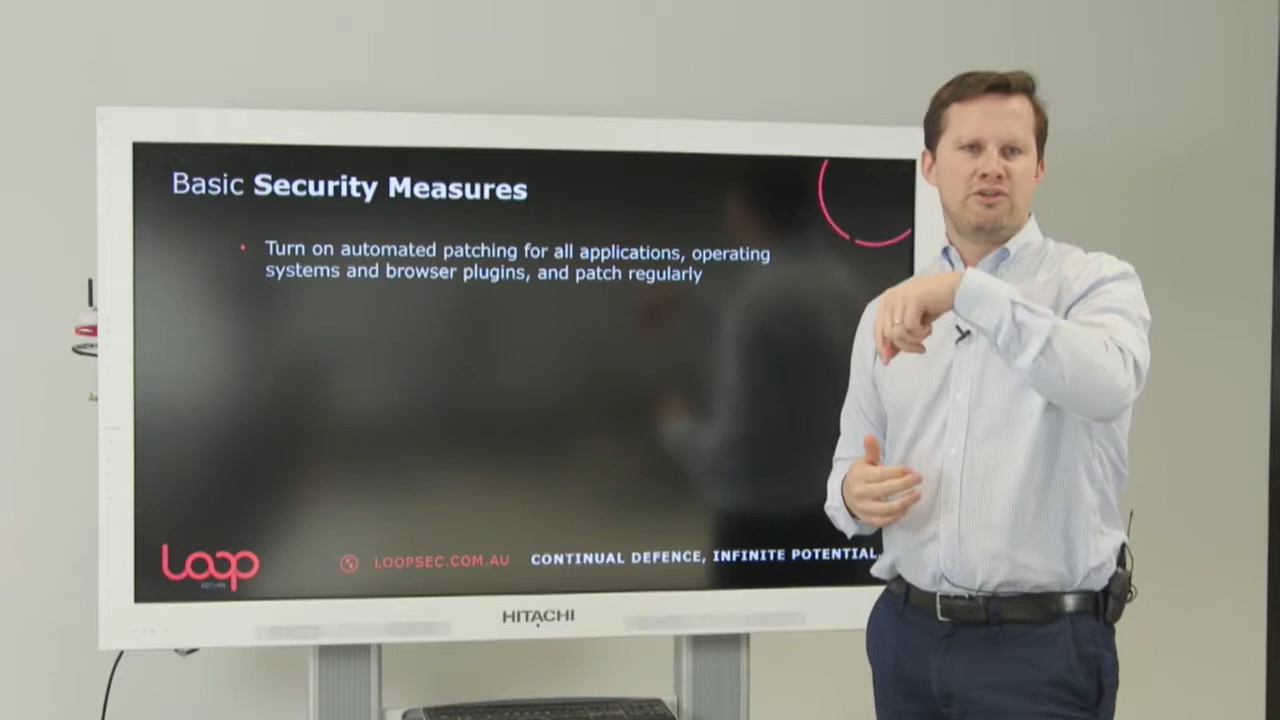 Basic Security Measures
Turn on automated patching for all applications, operating
systems and browser plugins, and patch regularly
Loop
SECURE
LOOPSEC.COM.AU CONTINUAL DEFENCE, INFINITE POTENTIAL.
HITACHI